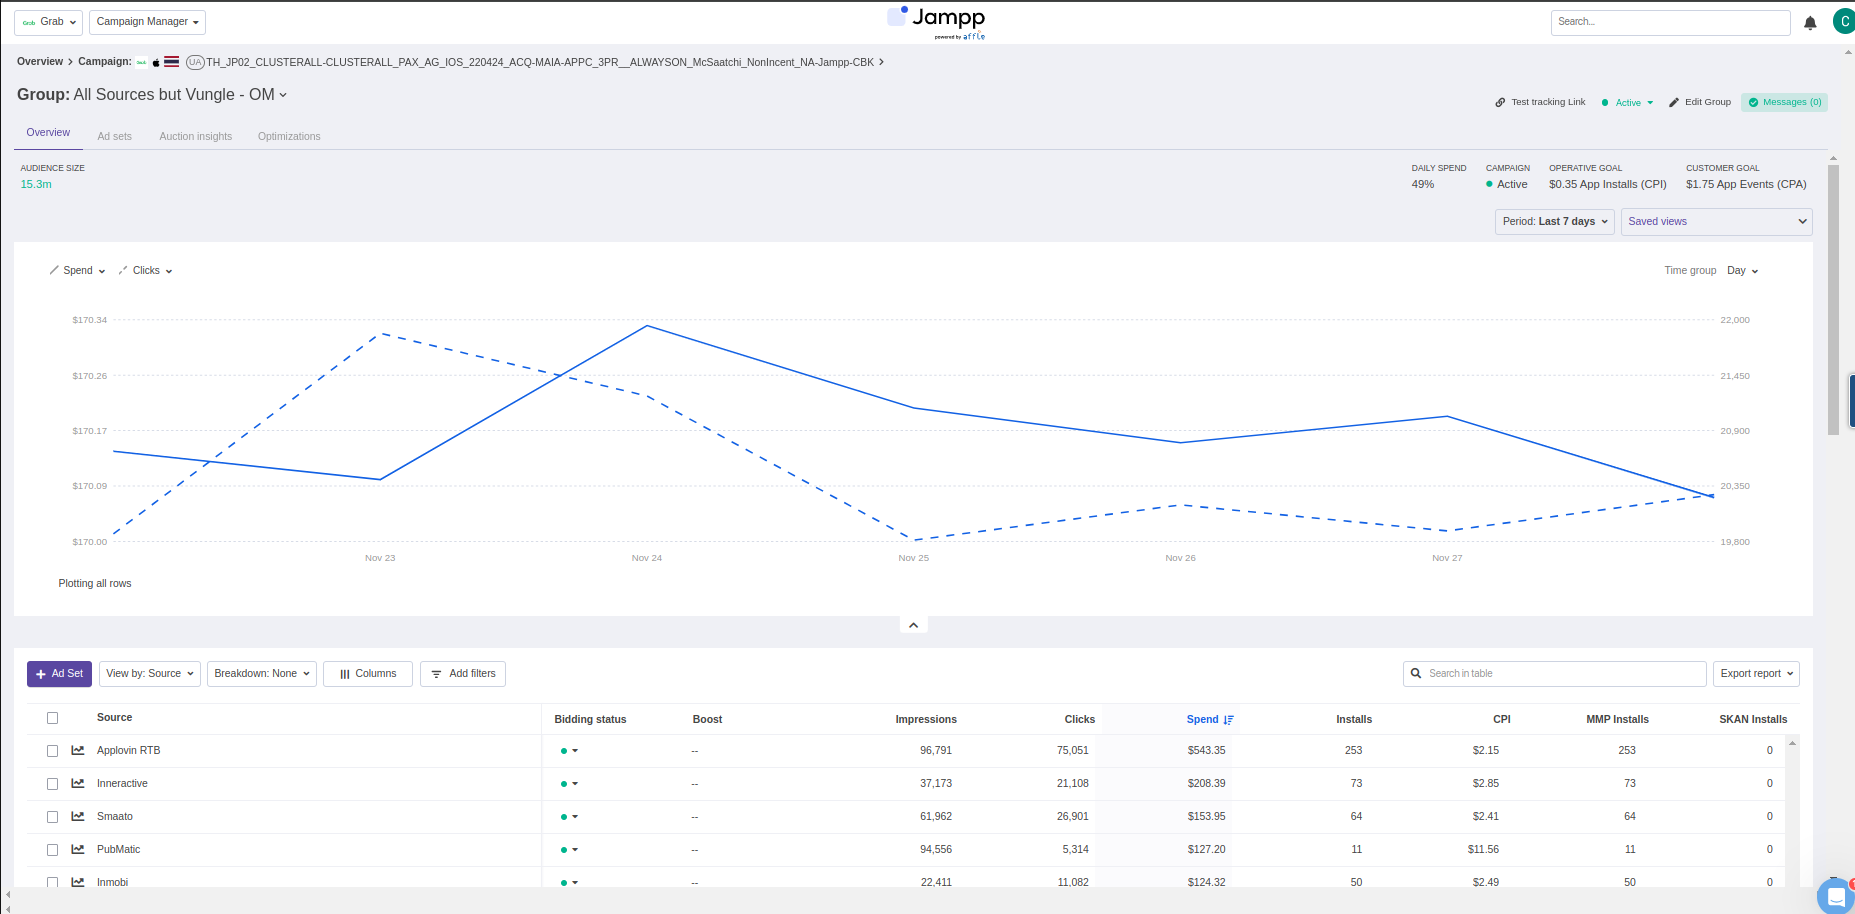 Grab Grab Campaign Manager Jampp Search... C
powered by affle
Overview Campaign: Grab UA TH_JP02_CLUSTERALL-CLUSTERALL_PAX_AG_IOS_220424_ACQ-MAIA-APPC_3PR__ALWAYSON_McSaatchi_NonIncent_NA-Jampp-CBK
Group: All Sources but Vungle - OM
Test tracking Link Active Edit Group Messages (0)
Overview Ad sets Auction insights Optimizations
AUDIENCE SIZE DAILY SPEND CAMPAIGN OPERATIVE GOAL CUSTOMER GOAL
15.3m 49% Active $0.35 App Installs (CPI) $1.75 App Events (CPA)
Period: Last 7 days Saved views
Spend Clicks Time group Day
$170.34 22,000
$170.26 21,450
$170.17 20,900
$170.09 20,350
$170.00 19,800
Nov 23 Nov 24 Nov 25 Nov 26 Nov 27
Plotting all rows
+ Ad Set View by: Source Breakdown: None Columns Add filters Search in table Export report
Source Bidding status Boost Impressions Clicks Spend Installs CPI MMP Installs SKAN Installs
Applovin RTB -- 96,791 75,051 $543.35 253 $2.15 253 0
Inneractive -- 37,173 21,108 $208.39 73 $2.85 73 0
Smaato -- 61,962 26,901 $153.95 64 $2.41 64 0
PubMatic -- 94,556 5,314 $127.20 11 $11.56 11 0
Inmobi -- 22,411 11,082 $124.32 50 $2.49 50 0